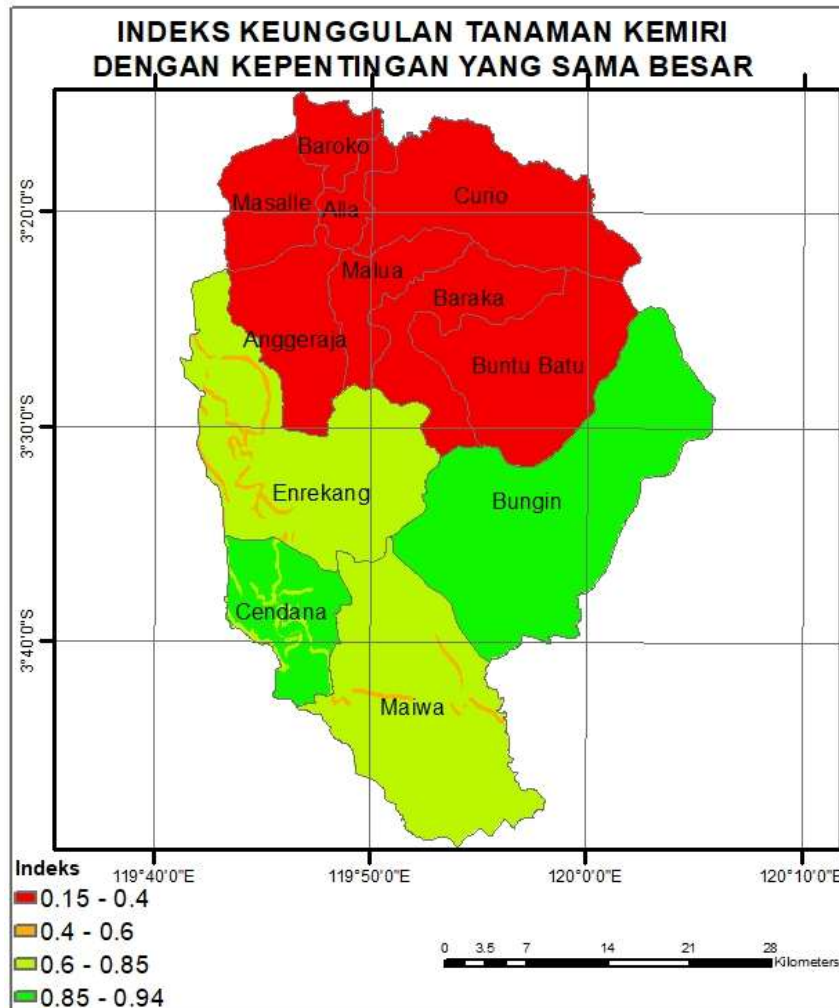 INDEKS KEUNGGULAN TANAMAN KEMIRI
DENGAN KEPENTINGAN YANG SAMA BESAR
Baroko
Curio
Masalle
Alla
3°20'0"S
Malua
Baraka
Anggeraja
Buntu Batu
3°30'0"S
Enrekang
Bungin
Cendana
3°40'0"S
Maiwa
119°40'0"E 119°50'0"E 120°0'0"E 120°10'0"E
Indeks
0.15 - 0.4
0.4 - 0.6
0.6 - 0.85
0.85 - 0.94
0 3.5 7 14 21 28
Kilometers